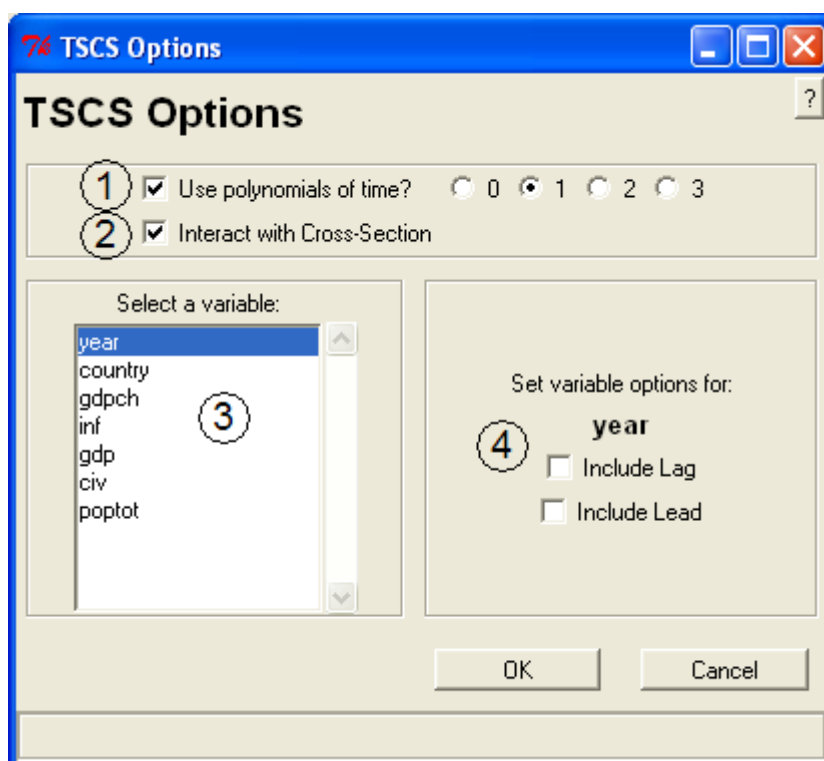 TSCS Options
TSCS Options
?
1 Use polynomials of time? 0 1 2 3
2 Interact with Cross-Section
Select a variable:
year
country
gdpch
inf
gdp
civ
poptot
3
Set variable options for:
year
4
Include Lag
Include Lead
OK Cancel